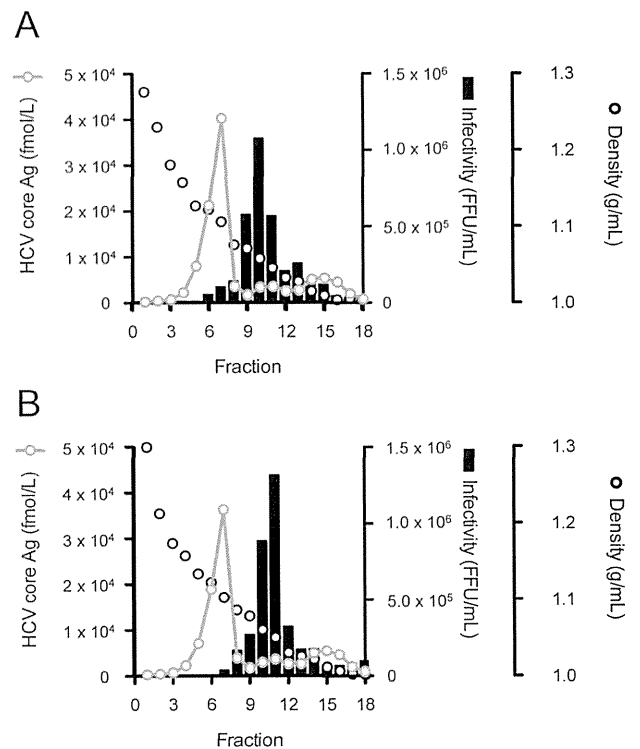 A
HCV core Ag (fmol/L)
5 x 10⁴
4 x 10⁴
3 x 10⁴
2 x 10⁴
1 x 10⁴
0
0 3 6 9 12 15 18
Fraction
1.5 x 10⁶
1.0 x 10⁶
5.0 x 10⁵
0
Infectivity (FFU/mL)
1.3
1.2
1.1
1.0
Density (g/mL)
B
HCV core Ag (fmol/L)
5 x 10⁴
4 x 10⁴
3 x 10⁴
2 x 10⁴
1 x 10⁴
0
0 3 6 9 12 15 18
Fraction
1.5 x 10⁶
1.0 x 10⁶
5.0 x 10⁵
0
Infectivity (FFU/mL)
1.3
1.2
1.1
1.0
Density (g/mL)